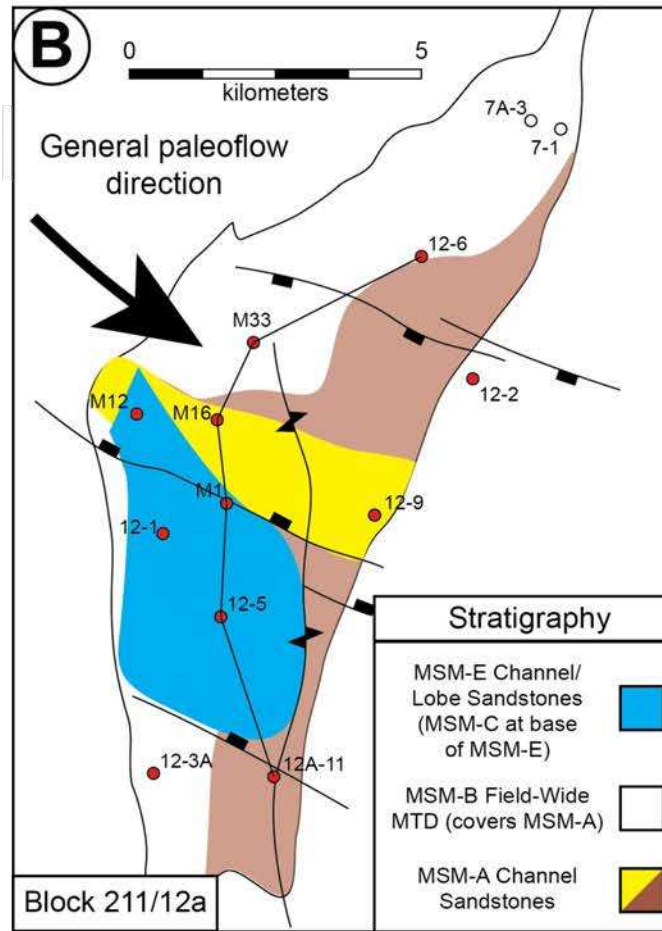 B
0 5
kilometers
General paleoflow
direction
7A-3
7-1
12-6
M33
12-2
M12
M16
M1
12-9
12-1
12-5
12-3A
12A-11
Block 211/12a
Stratigraphy
MSM-E Channel/
Lobe Sandstones
(MSM-C at base
of MSM-E)
MSM-B Field-Wide
MTD (covers MSM-A)
MSM-A Channel
Sandstones